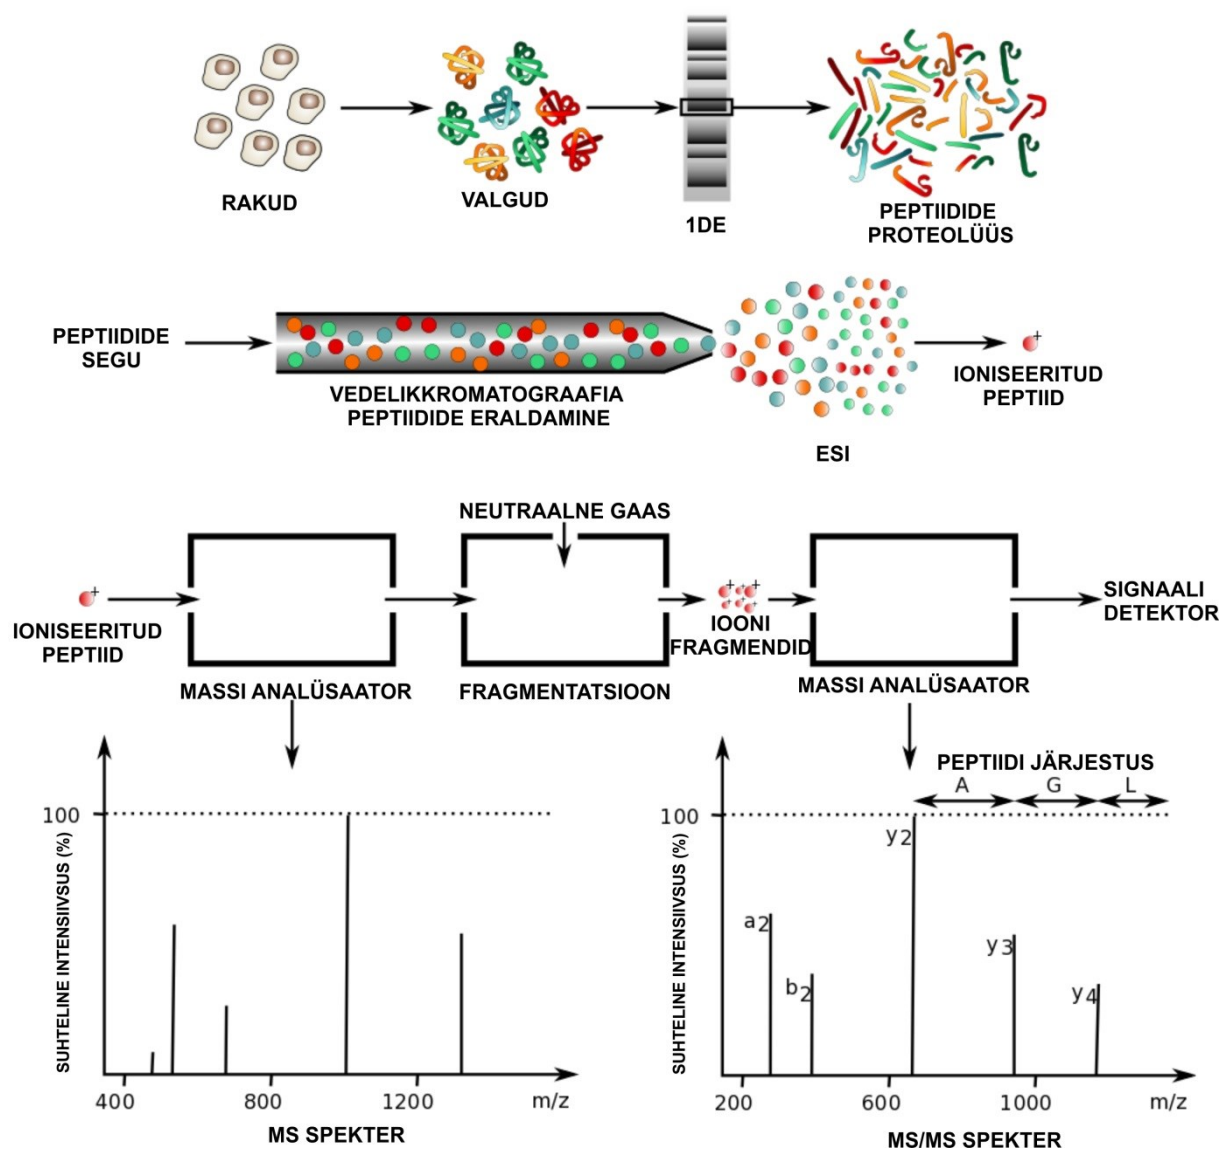 RAKUD
VALGUD
1DE
PEPTIIDIDE
PROTEOLÜÜS
PEPTIIDIDE
SEGU
VEDELIKKROMATOGRAAFIA
PEPTIIDIDE ERALDAMINE
ESI
+
IONISEERITUD
PEPTIID
NEUTRAALNE GAAS
+
IONISEERITUD
PEPTIID
+ + +
+ + +
IOONI
FRAGMENDID
SIGNAALI
DETEKTOR
MASSI ANALÜSAATOR
FRAGMENTATSIOON
MASSI ANALÜSAATOR
100
SUHTELINE INTENSIIVSUS (%)
400 800 1200 m/z
MS SPEKTER
PEPTIIDI JÄRJESTUS
A G L
100
SUHTELINE INTENSIIVSUS (%)
a2
b2
y2
y3
y4
200 600 1000 m/z
MS/MS SPEKTER